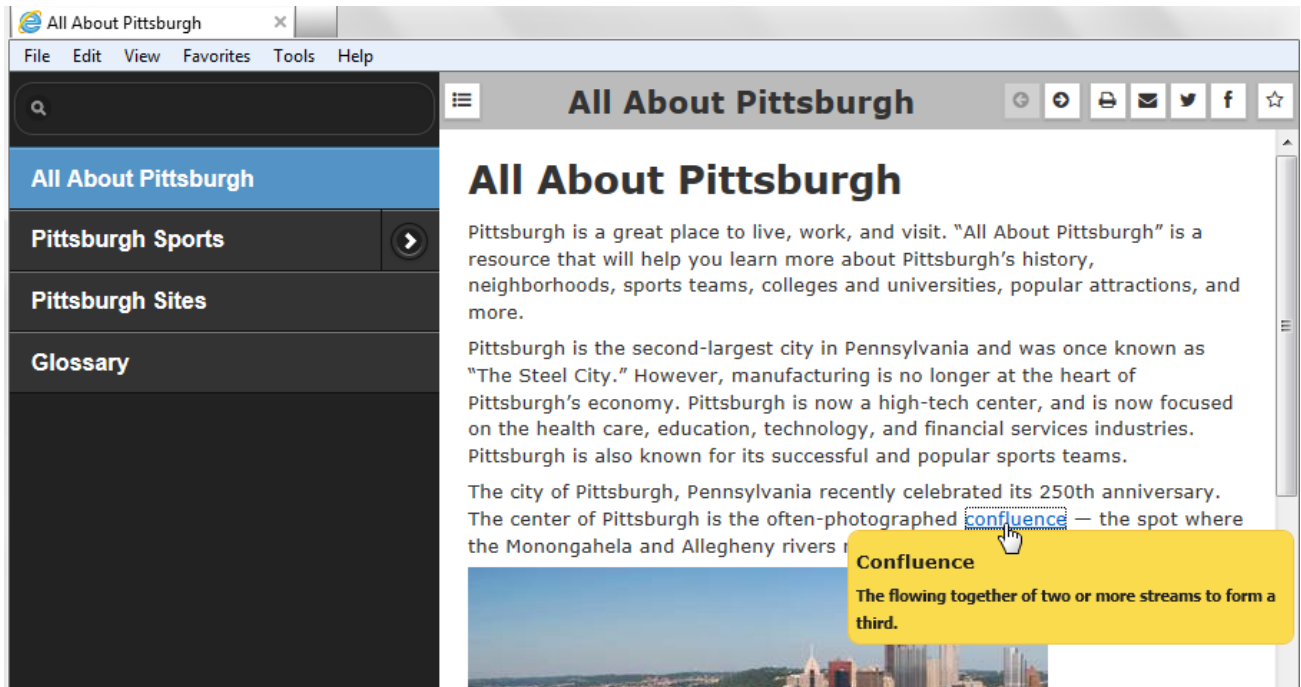 All About Pittsburgh
File Edit View Favorites Tools Help
All About Pittsburgh
Pittsburgh Sports
Pittsburgh Sites
Glossary
All About Pittsburgh
All About Pittsburgh
Pittsburgh is a great place to live, work, and visit. “All About Pittsburgh” is a
resource that will help you learn more about Pittsburgh’s history,
neighborhoods, sports teams, colleges and universities, popular attractions, and
more.
Pittsburgh is the second-largest city in Pennsylvania and was once known as
“The Steel City.” However, manufacturing is no longer at the heart of
Pittsburgh’s economy. Pittsburgh is now a high-tech center, and is now focused
on the health care, education, technology, and financial services industries.
Pittsburgh is also known for its successful and popular sports teams.
The city of Pittsburgh, Pennsylvania recently celebrated its 250th anniversary.
The center of Pittsburgh is the often-photographed confluence — the spot where
the Monongahela and Allegheny rivers
Confluence
The flowing together of two or more streams to form a
third.